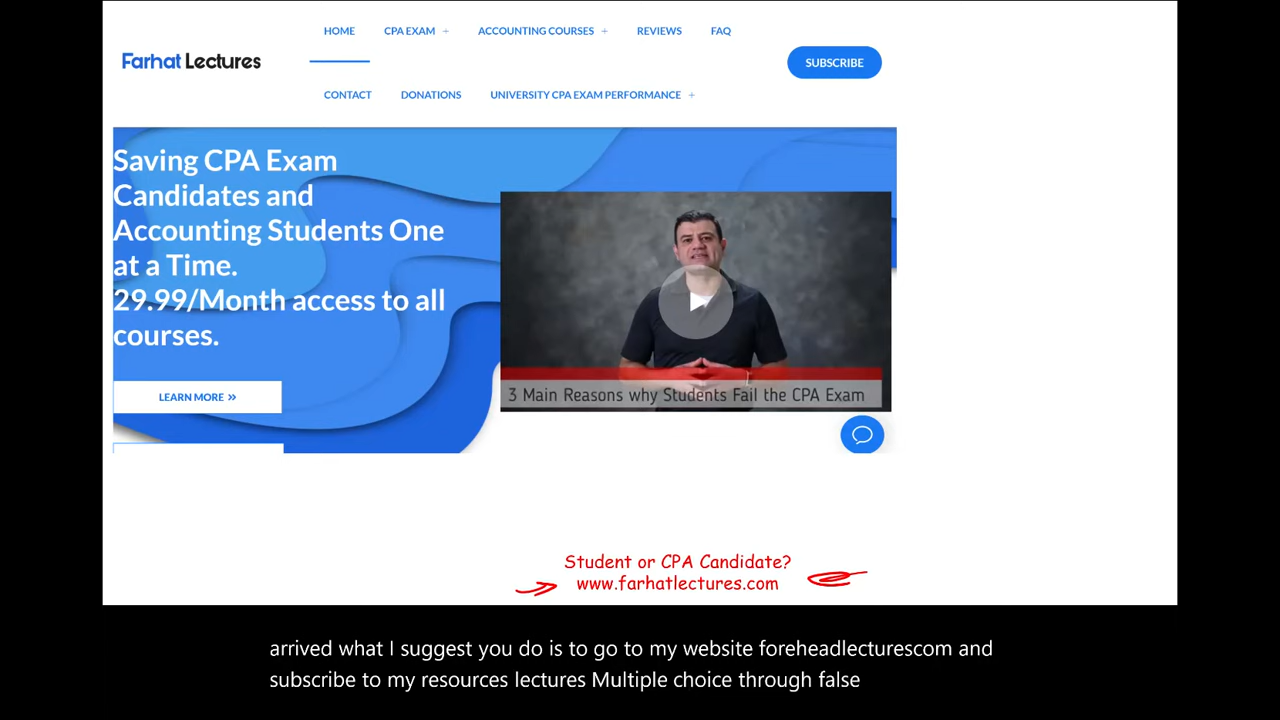 HOME
CPA EXAM +
ACCOUNTING COURSES +
REVIEWS
FAQ
Farhat Lectures
SUBSCRIBE
CONTACT
DONATIONS
UNIVERSITY CPA EXAM PERFORMANCE +
Saving CPA Exam
Candidates and
Accounting Students One
at a Time.
29.99/Month access to all
courses.
LEARN MORE »
3 Main Reasons why Students Fail the CPA Exam
Student or CPA Candidate?
www.farhatlectures.com
arrived what I suggest you do is to go to my website foreheadlecturescom and
subscribe to my resources lectures Multiple choice through false